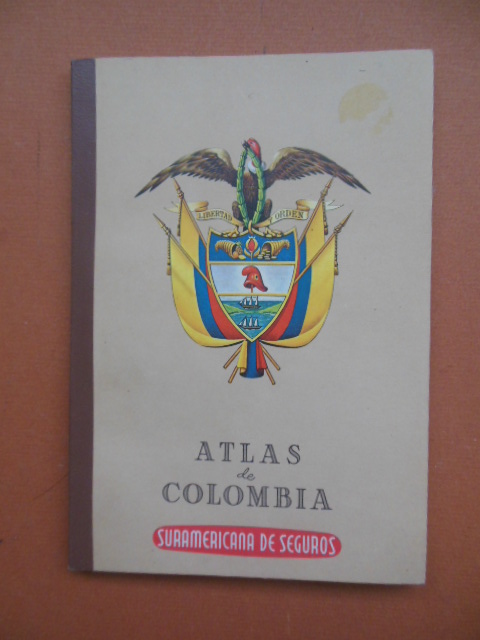 LIBERTAD ORDEN
ATLAS
de
COLOMBIA
SURAMERICANA DE SEGUROS